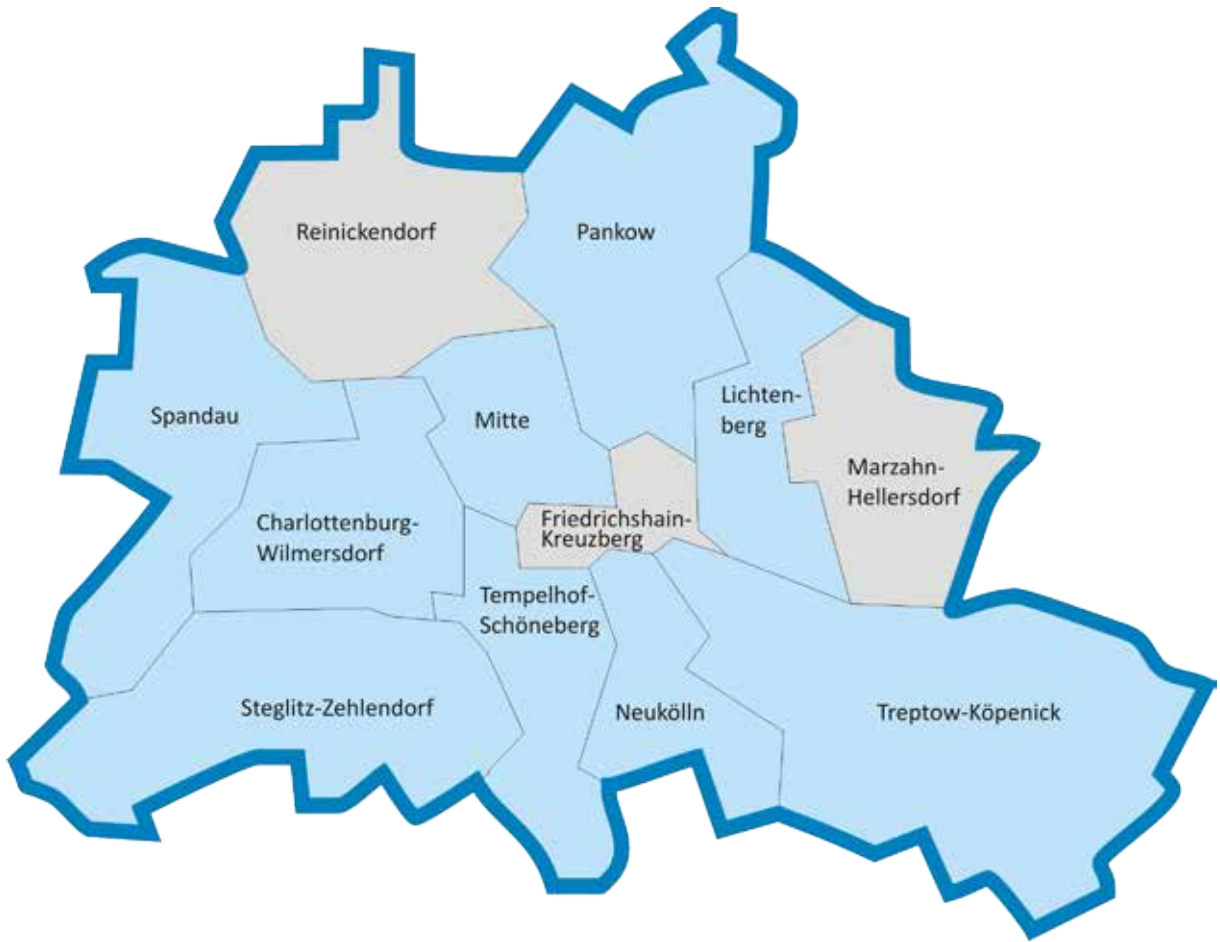 Reinickendorf
Pankow
Spandau
Mitte
Lichten-
berg
Marzahn-
Hellersdorf
Charlottenburg-
Wilmersdorf
Friedrichshain-
Kreuzberg
Tempelhof-
Schöneberg
Steglitz-Zehlendorf
Neukölln
Treptow-Köpenick